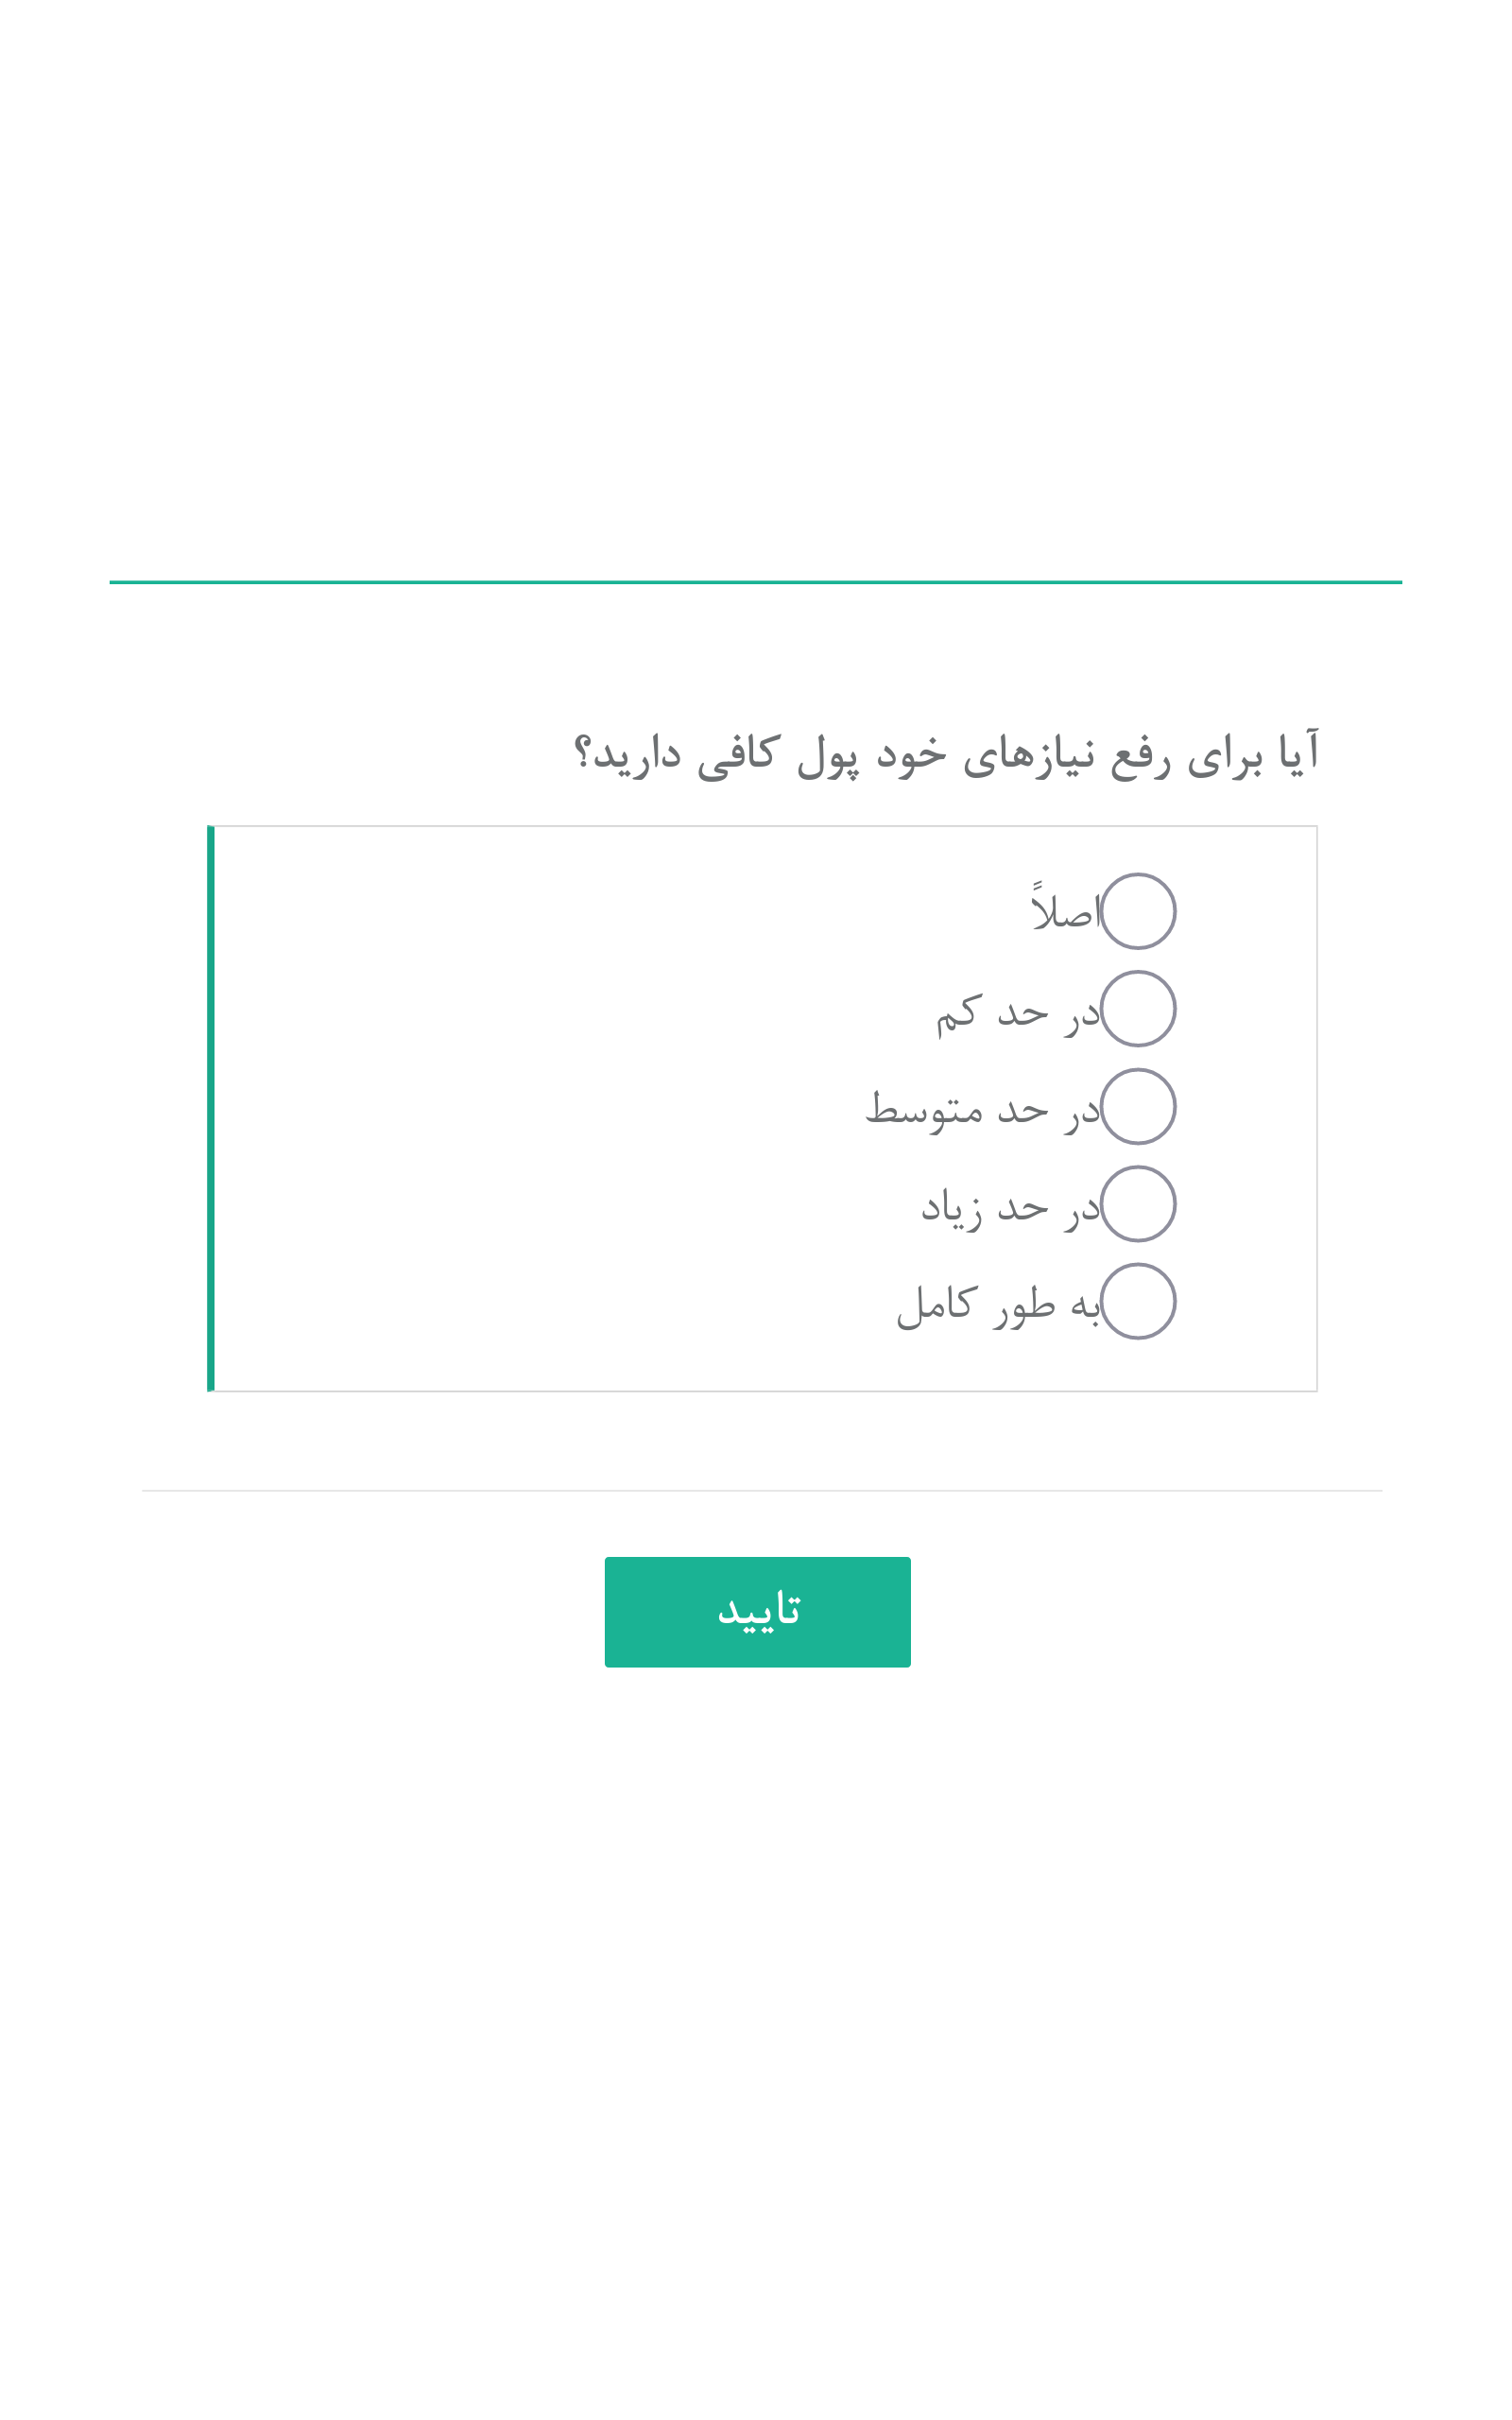 آیا برای رفع نیازهای خود پول کافی دارید؟
اصلاً
در حد کم
در حد متوسط
در حد زیاد
به طور کامل
تایید